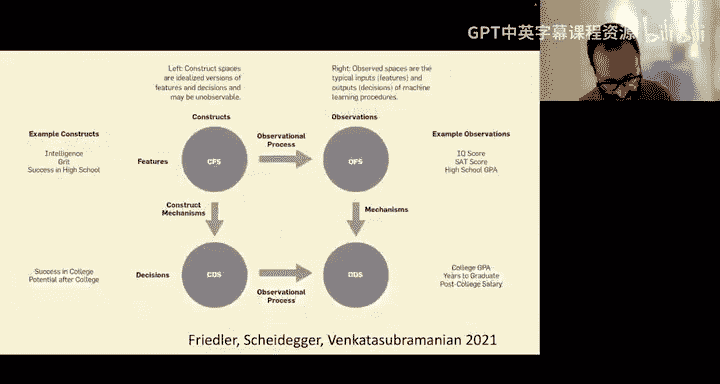 GPT中英字幕课程资源 bilibili
Left: Construct spaces
are idealized versions of
features and decisions and
may be unobservable.
Right: Observed spaces are the
typical inputs (features) and
outputs (decisions) of machine
learning procedures.
Constructs
Observations
Example Constructs
Observational
Process
Example Observations
Intelligence
Grit
Success in High School
Features
CFS
OFS
IQ Score
SAT Score
High School GPA
Construct
Mechanisms
Mechanisms
Success in College
Potential after College
Decisions
CDS
ODS
College GPA
Years to Graduate
Post-College Salary
Observational
Process
Friedler, Scheidegger, Venkatasubramanian 2021